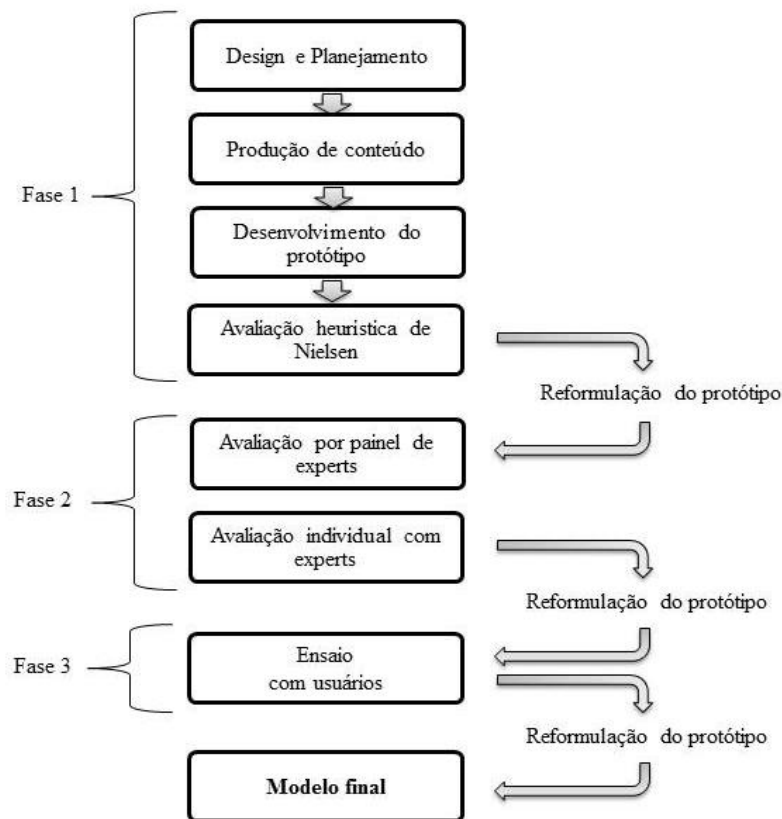 Design e Planejamento
Produção de conteúdo
Fase 1
Desenvolvimento do
protótipo
Avaliação heuristica de
Nielsen
Reformulação do protótipo
Avaliação por painel de
experts
Fase 2
Avaliação individual com
experts
Reformulação do protótipo
Fase 3
Ensaio
com usuários
Reformulação do protótipo
Modelo final